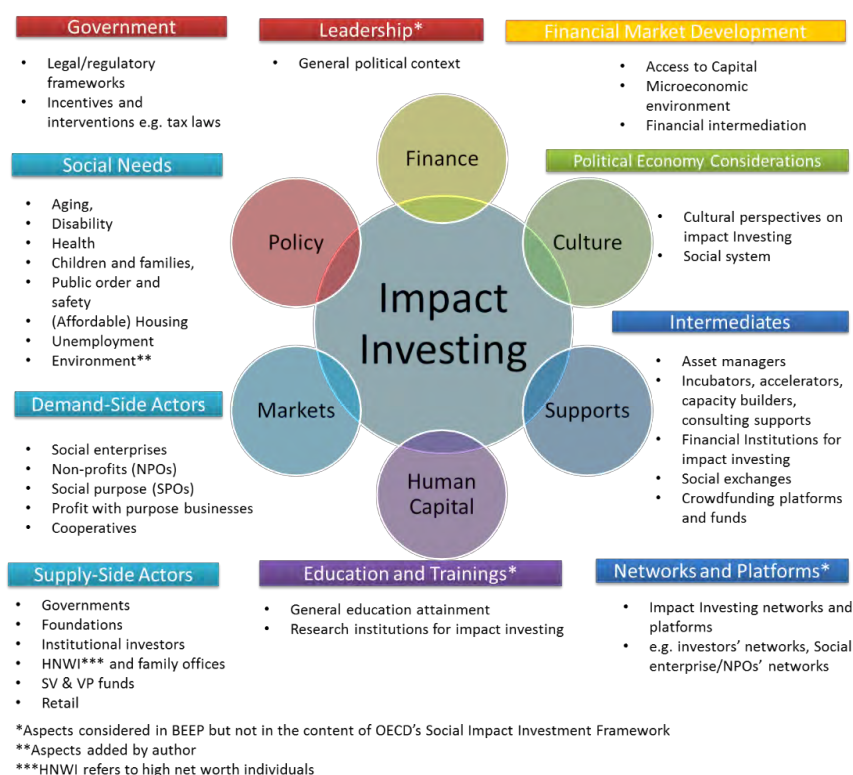 Government
• Legal/regulatory
frameworks
• Incentives and
interventions e.g. tax laws
Leadership*
• General political context
Financial Market Development
• Access to Capital
• Microeconomic
environment
• Financial intermediation
Social Needs
• Aging,
• Disability
• Health
• Children and families,
• Public order and
safety
• (Affordable) Housing
• Unemployment
• Environment**
Finance
Policy
Culture
Impact
Investing
Markets
Supports
Human
Capital
Political Economy Considerations
• Cultural perspectives on
impact Investing
• Social system
Intermediates
• Asset managers
• Incubators, accelerators,
capacity builders,
consulting supports
• Financial Institutions for
impact investing
• Social exchanges
• Crowdfunding platforms
and funds
Demand-Side Actors
• Social enterprises
• Non-profits (NPOs)
• Social purpose (SPOs)
• Profit with purpose businesses
• Cooperatives
Supply-Side Actors
• Governments
• Foundations
• Institutional investors
• HNWI*** and family offices
• SV & VP funds
• Retail
Education and Trainings*
• General education attainment
• Research institutions for impact investing
Networks and Platforms*
• Impact Investing networks and
platforms
• e.g. investors’ networks, Social
enterprise/NPOs’ networks
*Aspects considered in BEEP but not in the content of OECD’s Social Impact Investment Framework
**Aspects added by author
***HNWI refers to high net worth individuals